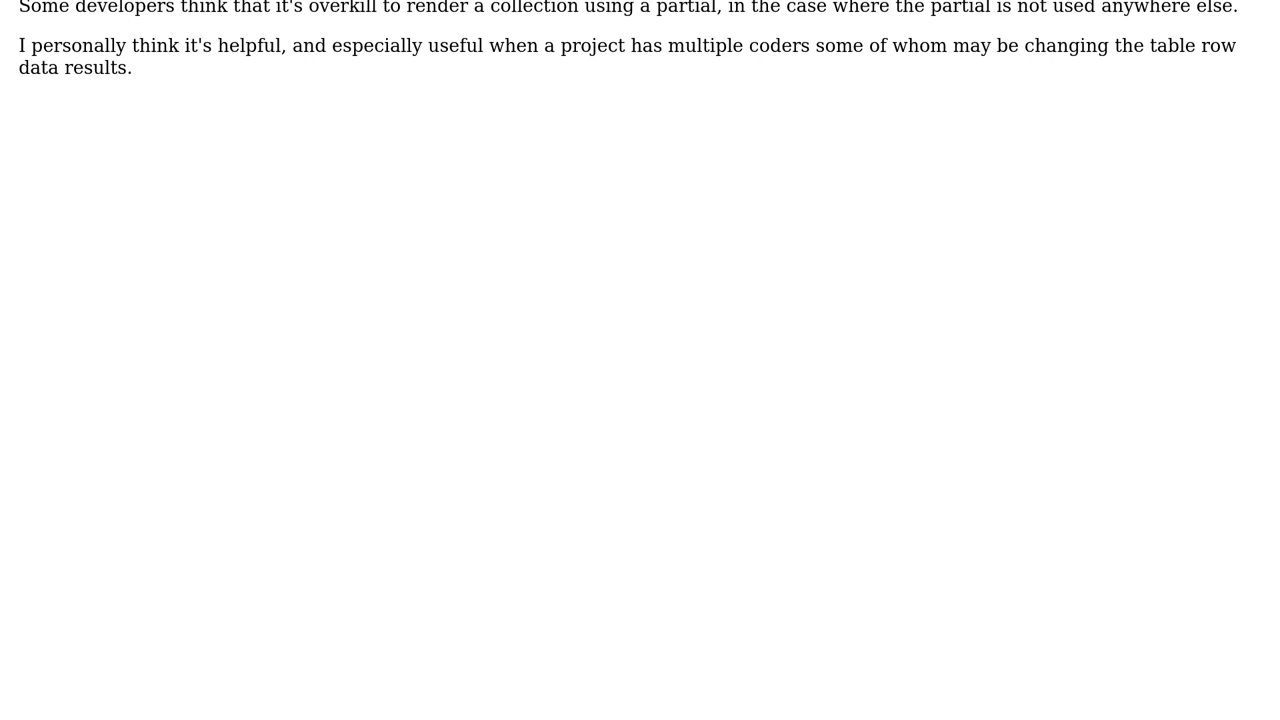 Some developers think that it's overkill to render a collection using a partial, in the case where the partial is not used anywhere else.
I personally think it's helpful, and especially useful when a project has multiple coders some of whom may be changing the table row
data results.